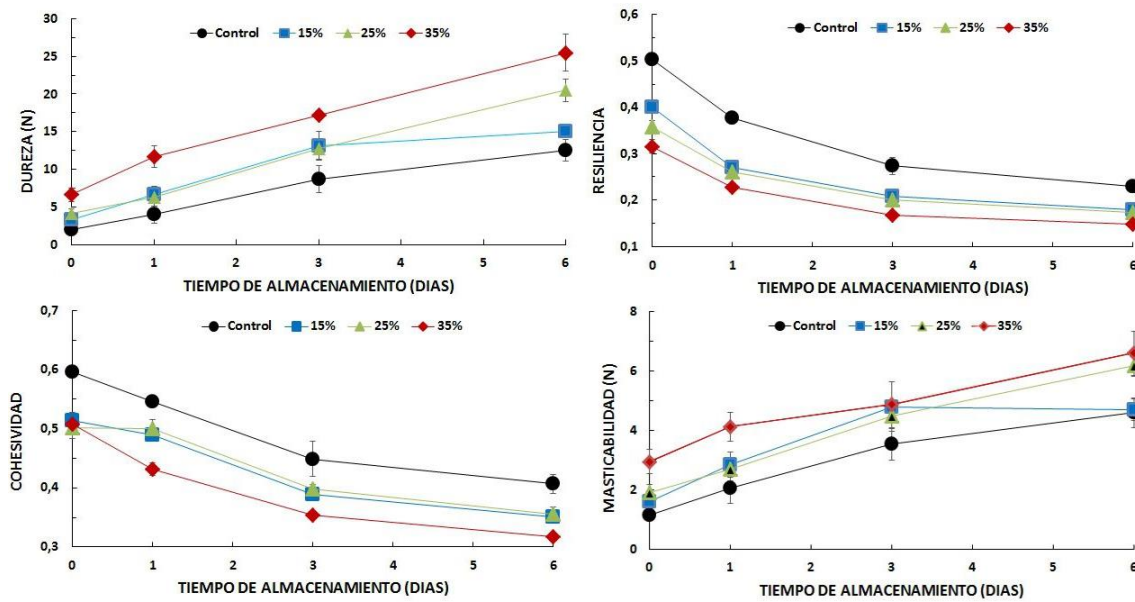 Control 15% 25% 35%
DUREZA (N)
30
25
20
15
10
5
0
0 1 2 3 4 5 6
TIEMPO DE ALMACENAMIENTO (DIAS)
Control 15% 25% 35%
RESILIENCIA
0,6
0,5
0,4
0,3
0,2
0,1
0 1 2 3 4 5 6
TIEMPO DE ALMACENAMIENTO (DIAS)
Control 15% 25% 35%
COHESIVIDAD
0,7
0,6
0,5
0,4
0,3
0 1 2 3 4 5 6
TIEMPO DE ALMACENAMIENTO (DIAS)
Control 15% 25% 35%
MASTICABILIDAD (N)
8
6
4
2
0
0 1 2 3 4 5 6
TIEMPO DE ALMACENAMIENTO (DIAS)